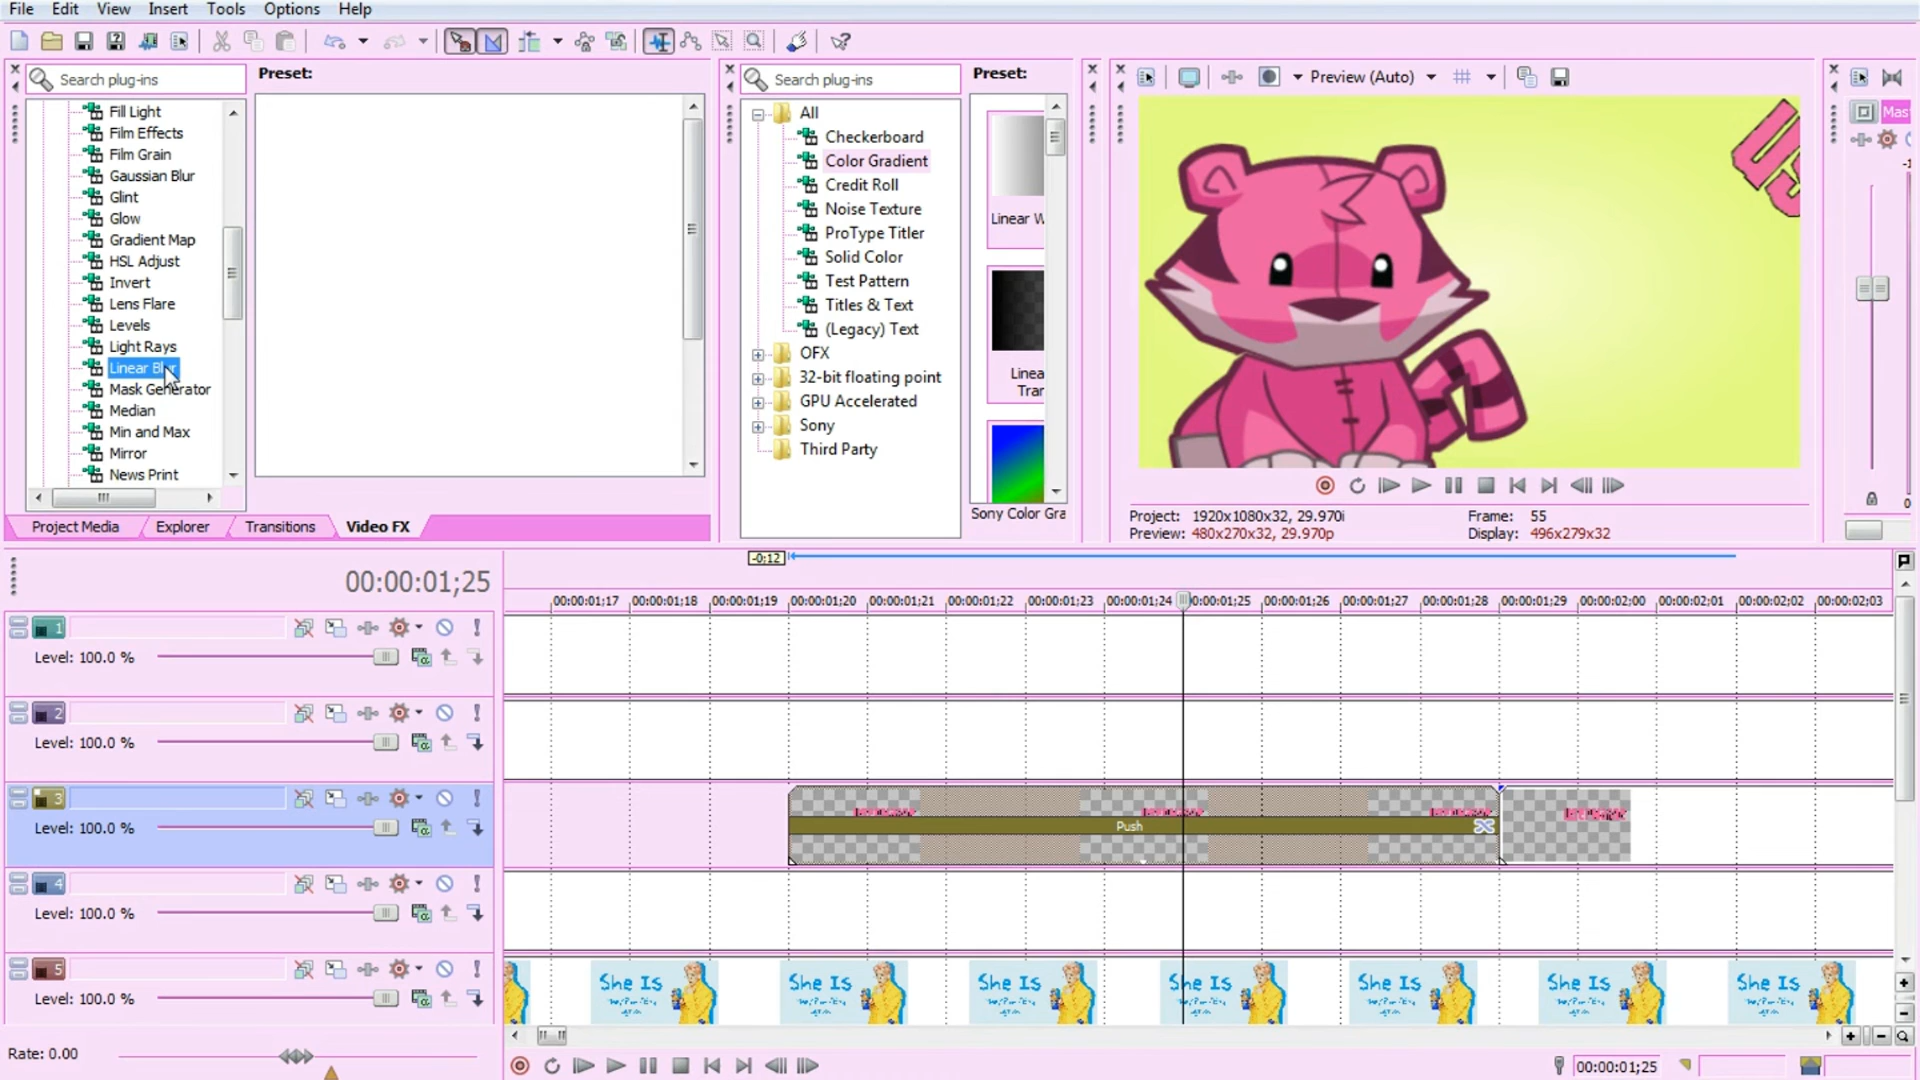 File Edit View Insert Tools Options Help
Search plug-ins
Preset:
Fill Light
Film Effects
Film Grain
Gaussian Blur
Glint
Glow
Gradient Map
HSL Adjust
Invert
Lens Flare
Levels
Light Rays
Linear Blur
Mask Generator
Median
Min and Max
Mirror
News Print
Project Media Explorer Transitions Video FX
Search plug-ins
Preset:
All
Checkerboard
Color Gradient
Credit Roll
Noise Texture
ProType Titler
Solid Color
Test Pattern
Titles & Text
(Legacy) Text
OFX
32-bit floating point
GPU Accelerated
Sony
Third Party
Linear W
Linea
Trar
Sony Color Gra
Preview (Auto)
US
Project: 1920x1080x32, 29.970i
Preview: 480x270x32, 29.970p
Frame: 55
Display: 496x279x32
Mas
-1
0
00:00:01;25
-0:12
00:00:01;17 00:00:01;18 00:00:01;19 00:00:01;20 00:00:01;21 00:00:01;22 00:00:01;23 00:00:01;24 00:00:01;25 00:00:01;26 00:00:01;27 00:00:01;28 00:00:01;29 00:00:02;00 00:00:02;01 00:00:02;02 00:00:02;03
1
Level: 100.0 %
2
Level: 100.0 %
3
Level: 100.0 %
Push
4
Level: 100.0 %
5
Level: 100.0 %
She Is She Is She Is She Is She Is She Is She Is
Rate: 0.00
00:00:01;25